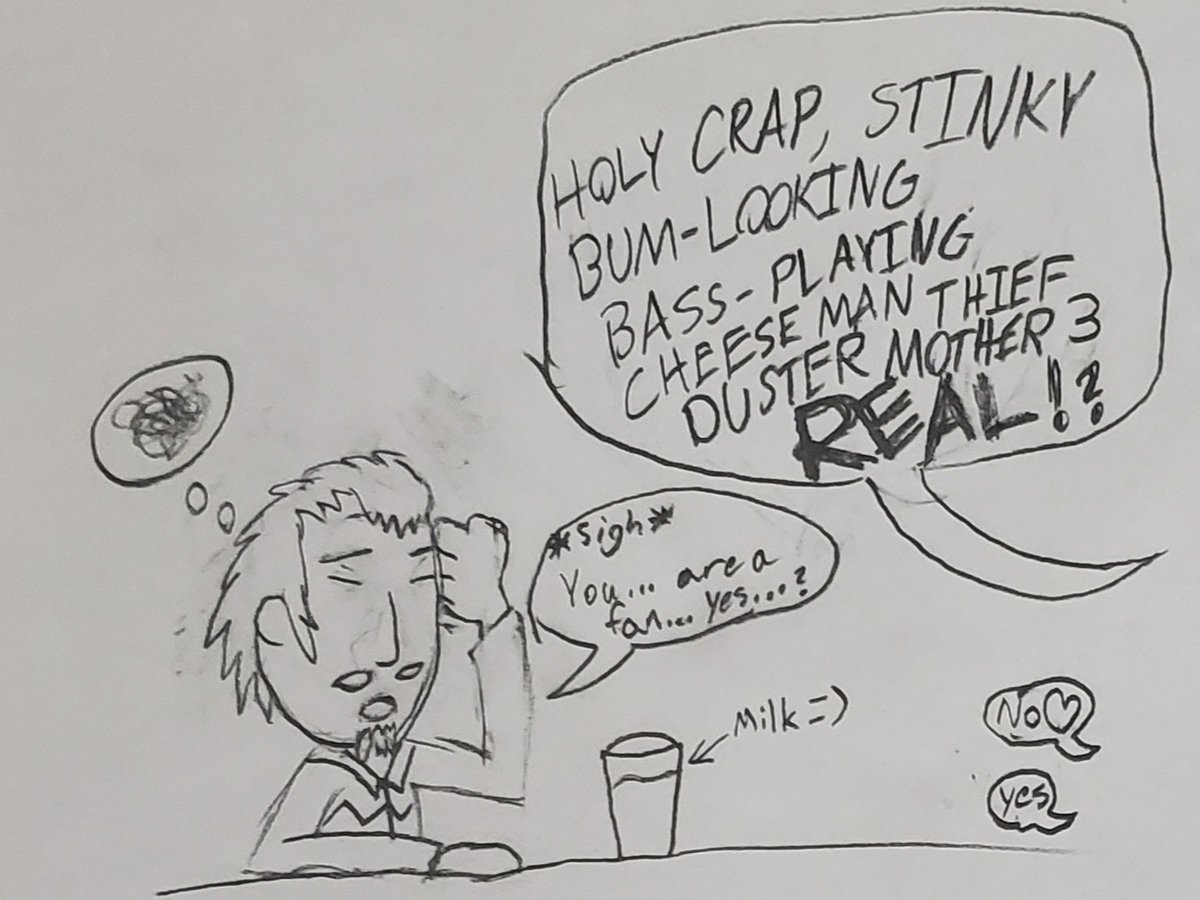 HOLY CRAP, STINKY
BUM-LOOKING
BASS-PLAYING
CHEESE MAN THIEF
DUSTER MOTHER 3
REAL!?
*sigh*
You... are a
fan... yes...?
Milk =)
No♡
yes